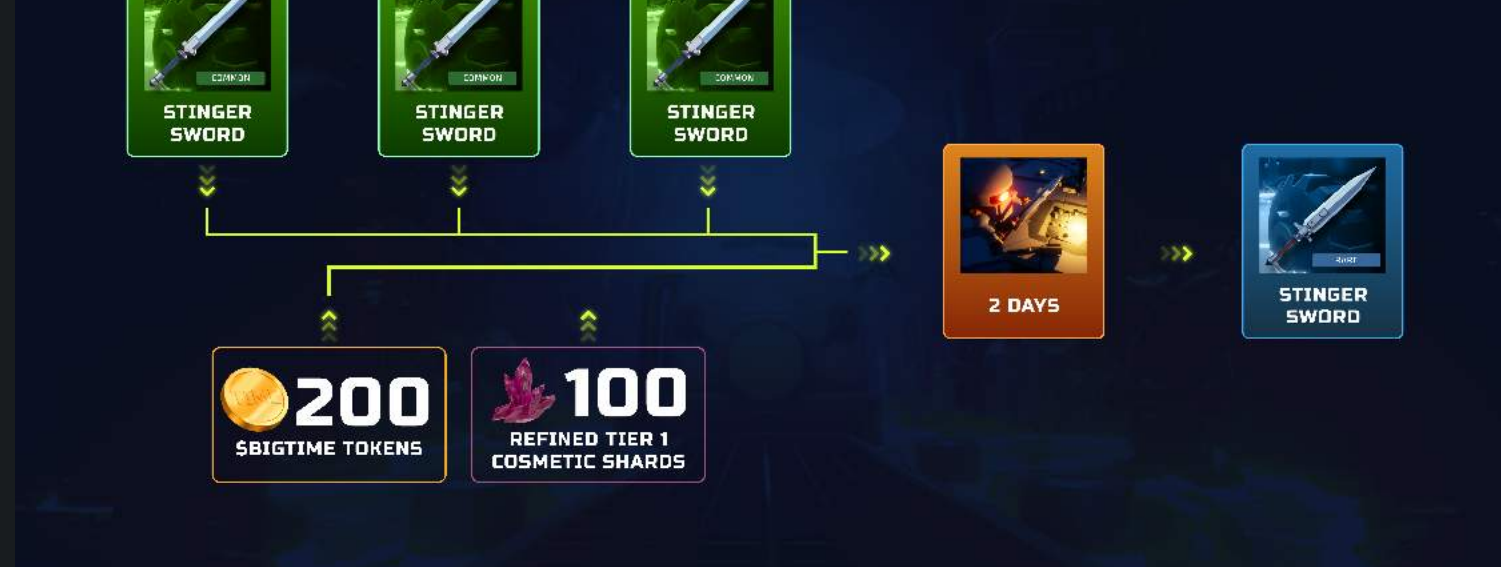 COMMON
COMMON
COMMON
STINGER
SWORD
STINGER
SWORD
STINGER
SWORD
2 DAYS
RARE
STINGER
SWORD
200
$BIGTIME TOKENS
100
REFINED TIER 1
COSMETIC SHARDS